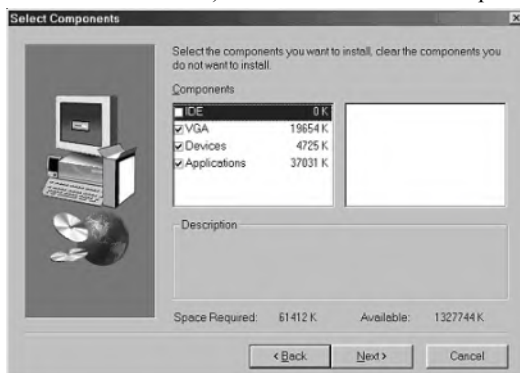 Select Components
Select the components you want to install, clear the components you
do not want to install.
Components
IDE 0 K
VGA 19654 K
Devices 4725 K
Applications 37031 K
Description
Space Required: 61412 K Available: 1327744 K
< Back Next > Cancel